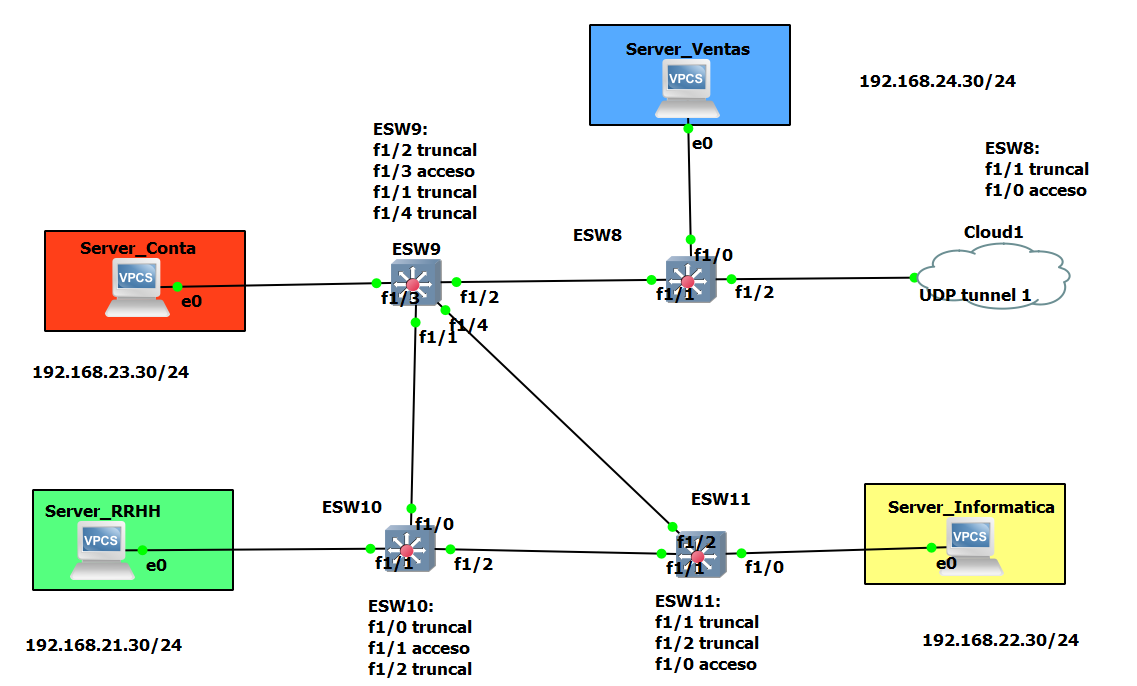 Server_Ventas
VPCS
192.168.24.30/24
e0
ESW9:
f1/2 truncal
f1/3 acceso
f1/1 truncal
f1/4 truncal
ESW8:
f1/1 truncal
f1/0 acceso
Server_Conta
VPCS
e0
192.168.23.30/24
ESW9
f1/3
f1/2
f1/4
f1/1
ESW8
f1/0
f1/1
f1/2
Cloud1
UDP tunnel 1
Server_RRHH
VPCS
e0
192.168.21.30/24
ESW10
f1/0
f1/1
f1/2
ESW10:
f1/0 truncal
f1/1 acceso
f1/2 truncal
ESW11
f1/2
f1/1
f1/0
ESW11:
f1/1 truncal
f1/2 truncal
f1/0 acceso
Server_Informatica
VPCS
e0
192.168.22.30/24